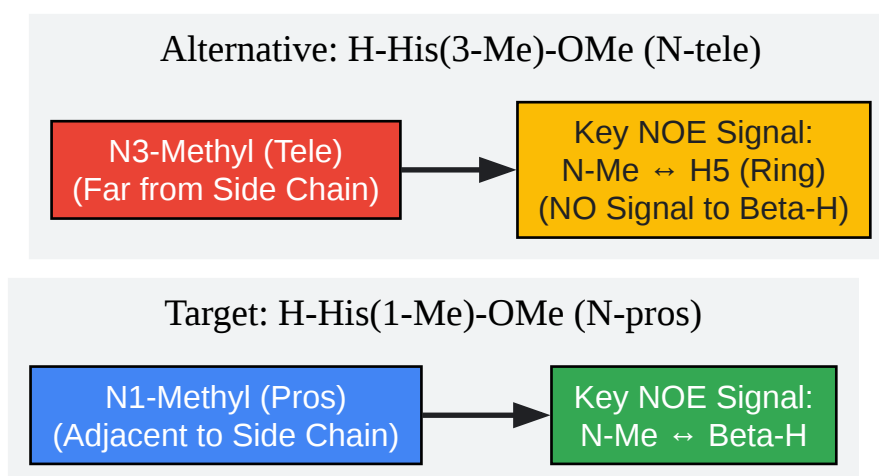 Alternative: H-His(3-Me)-OMe (N-tele)
N3-Methyl (Tele)
(Far from Side Chain)
Key NOE Signal:
N-Me ↔ H5 (Ring)
(NO Signal to Beta-H)
Target: H-His(1-Me)-OMe (N-pros)
N1-Methyl (Pros)
(Adjacent to Side Chain)
Key NOE Signal:
N-Me ↔ Beta-H